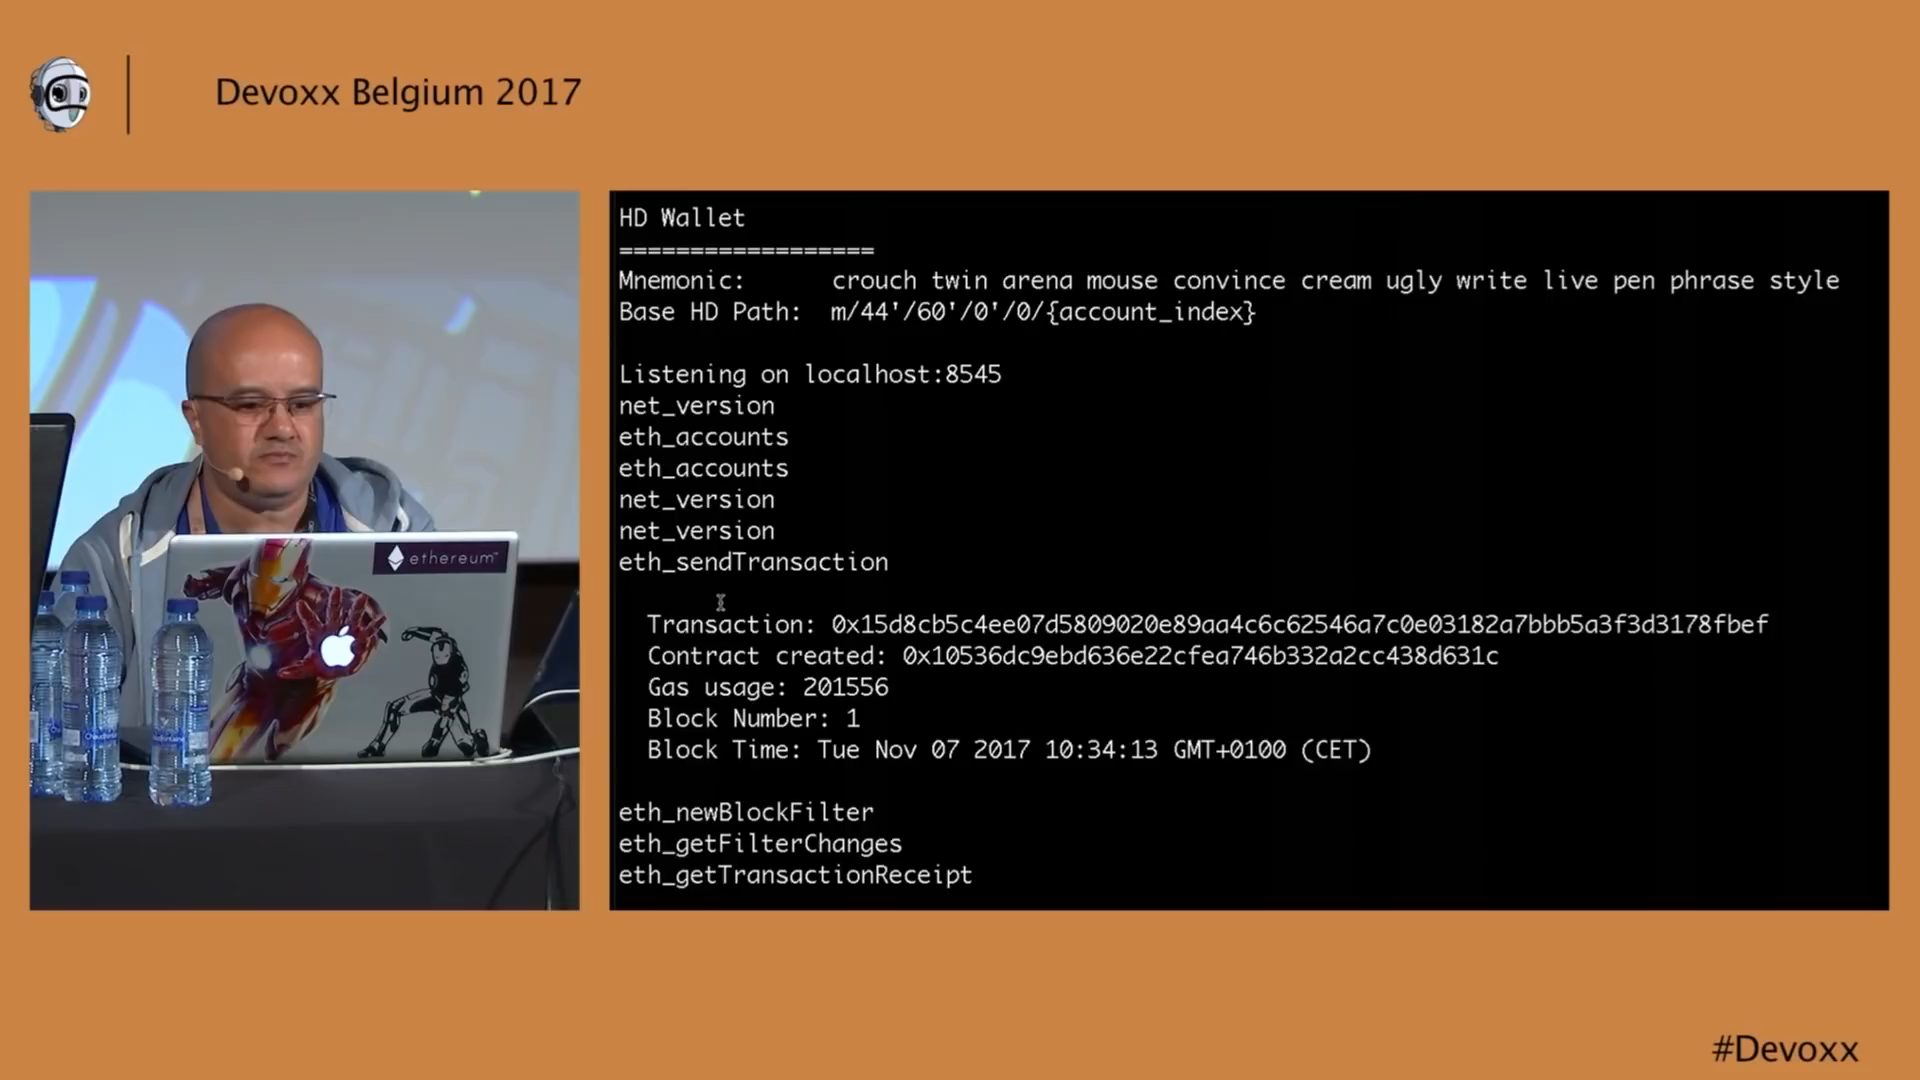 Devoxx Belgium 2017
HD Wallet
==================
Mnemonic:      crouch twin arena mouse convince cream ugly write live pen phrase style
Base HD Path:  m/44'/60'/0'/0/{account_index}
Listening on localhost:8545
net_version
eth_accounts
eth_accounts
net_version
net_version
eth_sendTransaction
Transaction: 0x15d8cb5c4ee07d5809020e89aa4c6c62546a7c0e03182a7bbb5a3f3d3178fbef
Contract created: 0x10536dc9ebd636e22cfea746b332a2cc438d631c
Gas usage: 201556
Block Number: 1
Block Time: Tue Nov 07 2017 10:34:13 GMT+0100 (CET)
eth_newBlockFilter
eth_getFilterChanges
eth_getTransactionReceipt
ethereum
#Devoxx